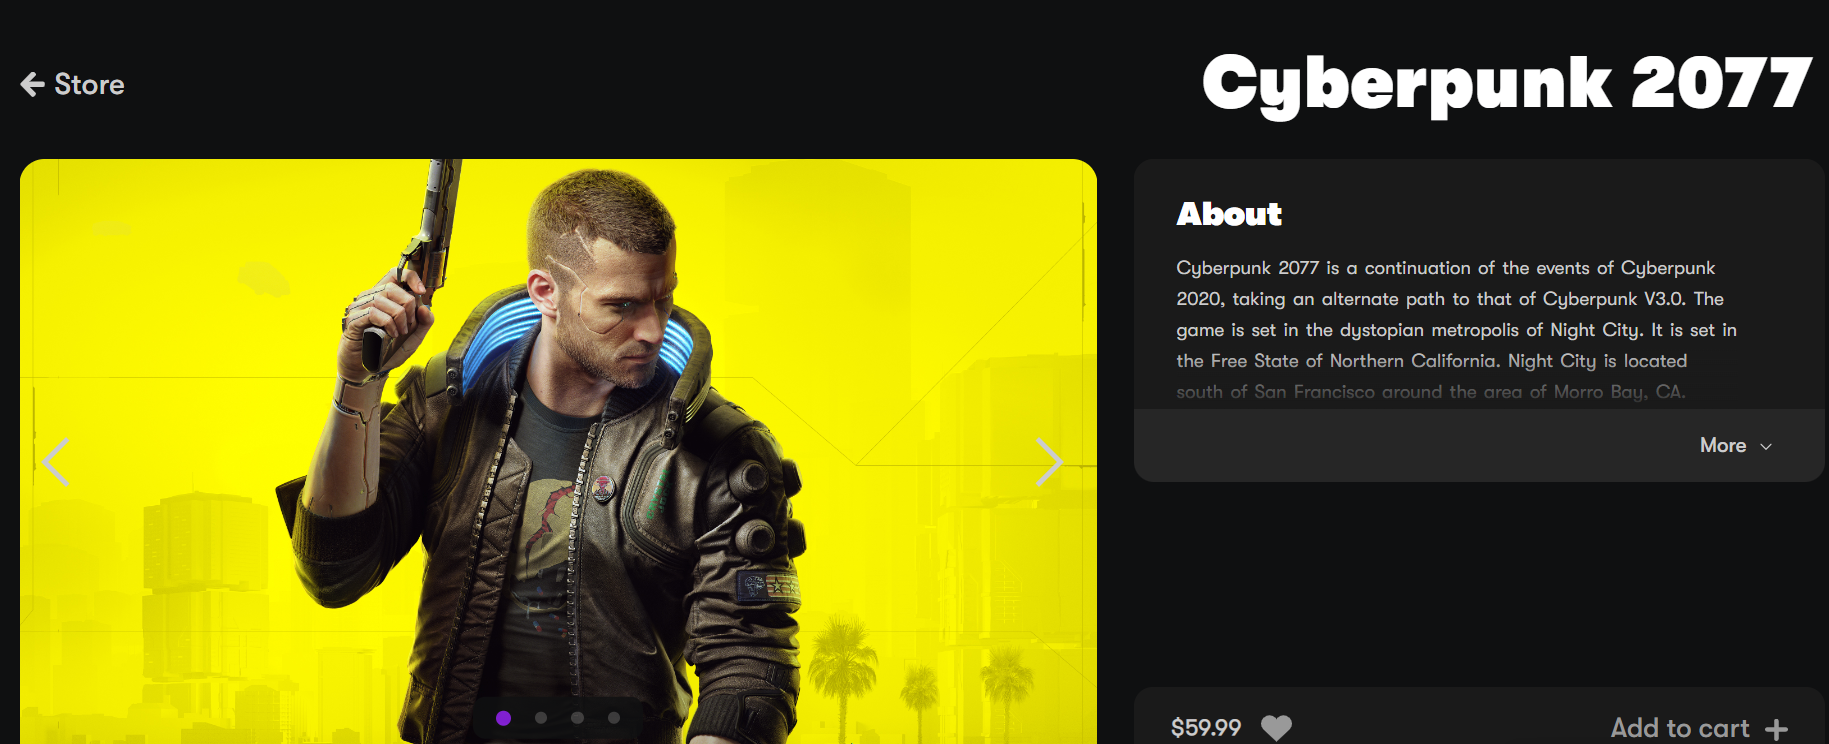 Store
Cyberpunk 2077
About
Cyberpunk 2077 is a continuation of the events of Cyberpunk
2020, taking an alternate path to that of Cyberpunk V3.0. The
game is set in the dystopian metropolis of Night City. It is set in
the Free State of Northern California. Night City is located
south of San Francisco around the area of Morro Bay, CA.
More
$59.99
Add to cart